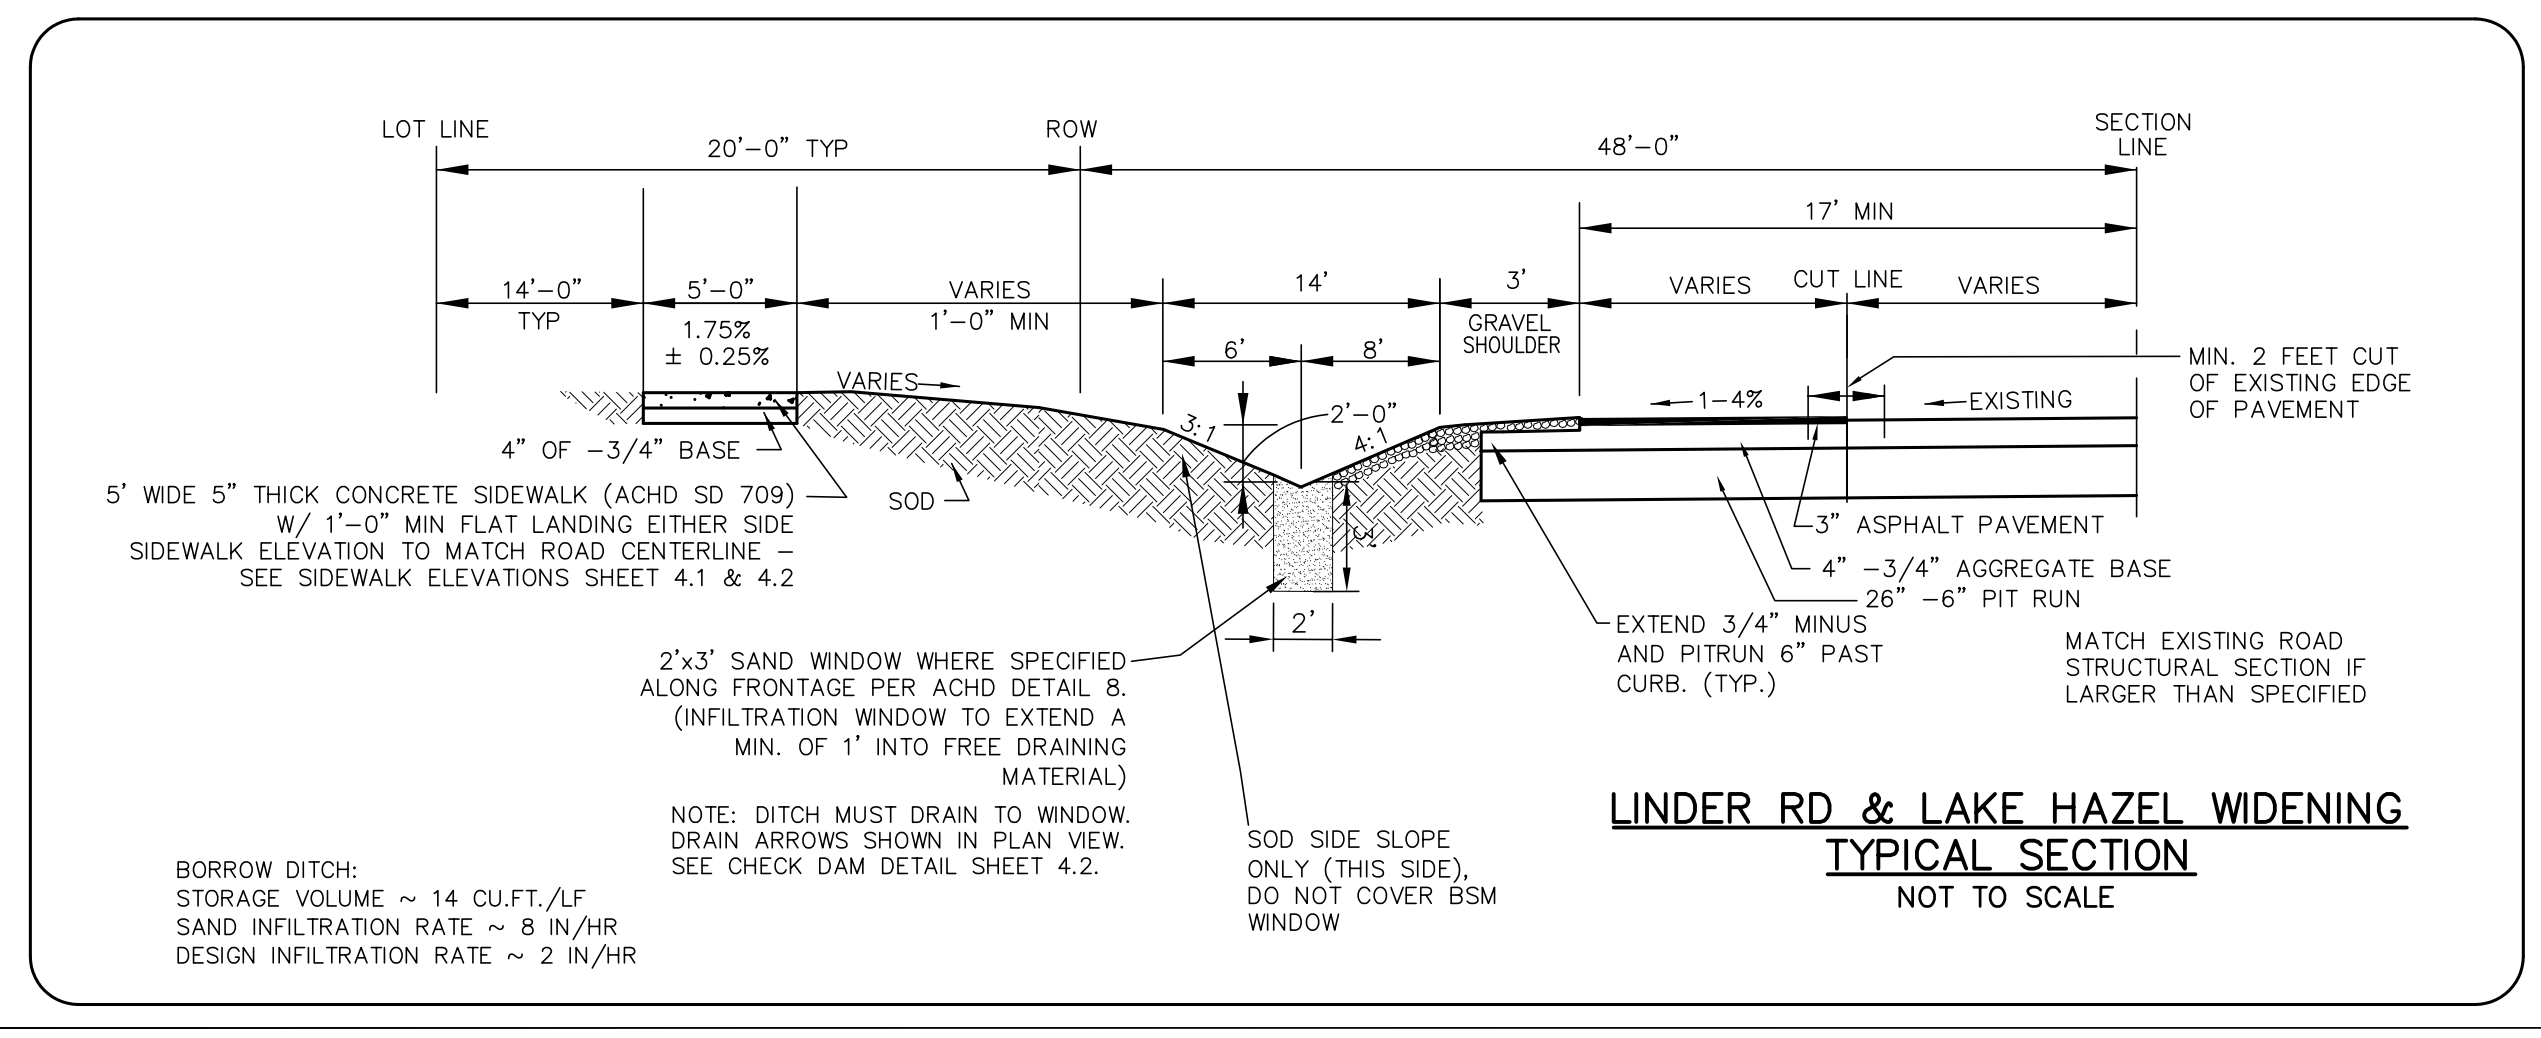 LOT LINE
ROW
SECTION
LINE
20'-0" TYP
48'-0"
17' MIN
14'-0"
TYP
5'-0"
1.75%
± 0.25%
VARIES
1'-0" MIN
14'
3'
GRAVEL
SHOULDER
VARIES
CUT LINE
VARIES
6'
8'
VARIES
3:1
2'-0"
4:1
1-4%
EXISTING
MIN. 2 FEET CUT
OF EXISTING EDGE
OF PAVEMENT
4" OF -3/4" BASE
5' WIDE 5" THICK CONCRETE SIDEWALK (ACHD SD 709)
W/ 1'-0" MIN FLAT LANDING EITHER SIDE
SIDEWALK ELEVATION TO MATCH ROAD CENTERLINE -
SEE SIDEWALK ELEVATIONS SHEET 4.1 & 4.2
SOD
3'
2'
3" ASPHALT PAVEMENT
4" -3/4" AGGREGATE BASE
26" -6" PIT RUN
EXTEND 3/4" MINUS
AND PITRUN 6" PAST
CURB. (TYP.)
MATCH EXISTING ROAD
STRUCTURAL SECTION IF
LARGER THAN SPECIFIED
2'x3' SAND WINDOW WHERE SPECIFIED
ALONG FRONTAGE PER ACHD DETAIL 8.
(INFILTRATION WINDOW TO EXTEND A
MIN. OF 1' INTO FREE DRAINING
MATERIAL)
NOTE: DITCH MUST DRAIN TO WINDOW.
DRAIN ARROWS SHOWN IN PLAN VIEW.
SEE CHECK DAM DETAIL SHEET 4.2.
SOD SIDE SLOPE
ONLY (THIS SIDE),
DO NOT COVER BSM
WINDOW
BORROW DITCH:
STORAGE VOLUME ~ 14 CU.FT./LF
SAND INFILTRATION RATE ~ 8 IN/HR
DESIGN INFILTRATION RATE ~ 2 IN/HR
LINDER RD & LAKE HAZEL WIDENING
TYPICAL SECTION
NOT TO SCALE